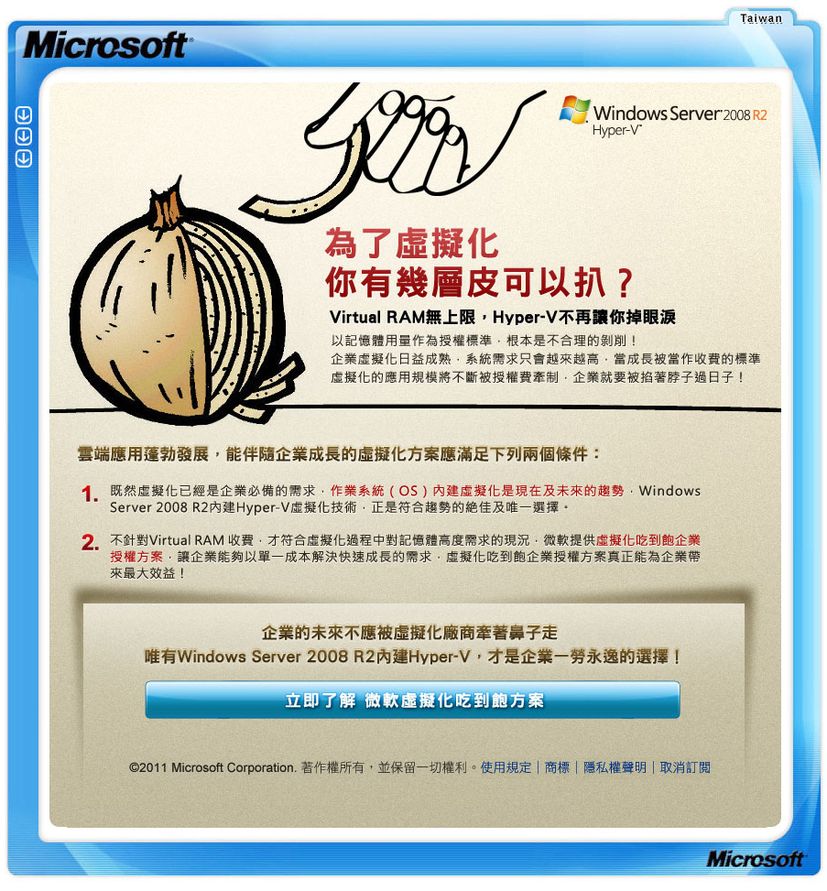 Taiwan
Microsoft
Windows Server 2008 R2
Hyper-V™
為了虛擬化
你有幾層皮可以扒？
Virtual RAM無上限，Hyper-V不再讓你掉眼淚
以記憶體用量作為授權標準，根本是不合理的剝削！
企業虛擬化日益成熟，系統需求只會越來越高，當成長被當作收費的標準
虛擬化的應用規模將不斷被授權費牽制，企業就要被掐著脖子過日子！
雲端應用蓬勃發展，能伴隨企業成長的虛擬化方案應滿足下列兩個條件：
1. 既然虛擬化已經是企業必備的需求，作業系統（OS）內建虛擬化是現在及未來的趨勢，Windows
Server 2008 R2內建Hyper-V虛擬化技術，正是符合趨勢的絶佳及唯一選擇。
2. 不針對Virtual RAM 收費，才符合虛擬化過程中對記憶體高度需求的現況，微軟提供虛擬化吃到飽企業
授權方案，讓企業能夠以單一成本解決快速成長的需求，虛擬化吃到飽企業授權方案真正能為企業帶
來最大效益！
企業的未來不應被虛擬化廠商牽著鼻子走
唯有Windows Server 2008 R2內建Hyper-V，才是企業一勞永逸的選擇！
立即了解 微軟虛擬化吃到飽方案
©2011 Microsoft Corporation. 著作權所有，並保留一切權利。使用規定｜商標｜隱私權聲明｜取消訂閱
Microsoft